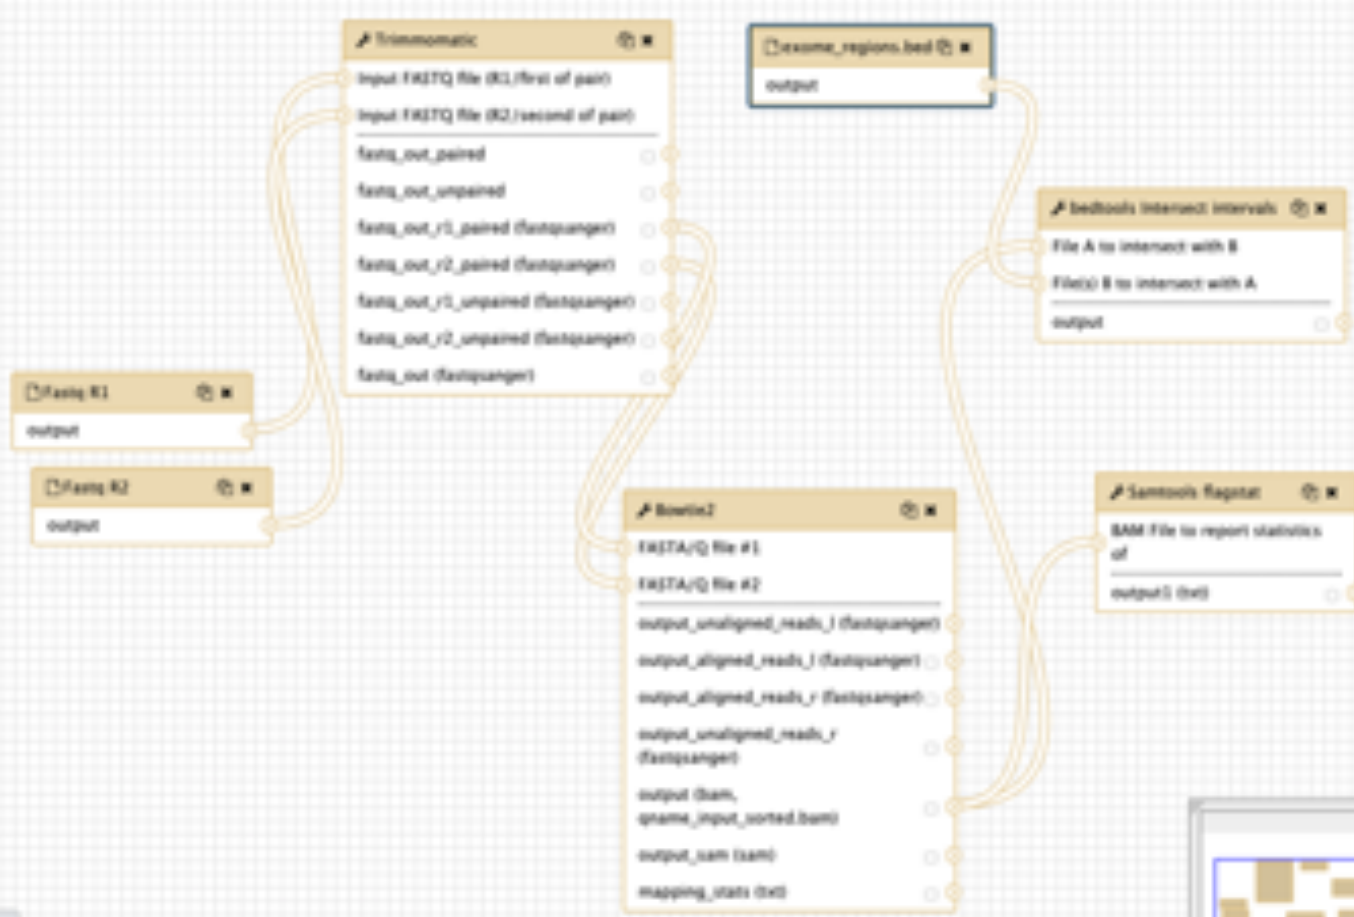 Trimmomatic
Input FASTQ file (R1/first of pair)
Input FASTQ file (R2/second of pair)
fastq_out_paired
fastq_out_unpaired
fastq_out_r1_paired (fastqsanger)
fastq_out_r2_paired (fastqsanger)
fastq_out_r1_unpaired (fastqsanger)
fastq_out_r2_unpaired (fastqsanger)
fastq_out (fastqsanger)
exome_regions.bed
output
bedtools Intersect intervals
File A to intersect with B
File(s) B to intersect with A
output
Fastq R1
output
Fastq R2
output
Bowtie2
FASTA/Q file #1
FASTA/Q file #2
output_unaligned_reads_l (fastqsanger)
output_aligned_reads_l (fastqsanger)
output_aligned_reads_r (fastqsanger)
output_unaligned_reads_r
(fastqsanger)
output (bam,
qname_input_sorted.bam)
output_sam (sam)
mapping_stats (txt)
Samtools flagstat
BAM File to report statistics
of
output1 (txt)